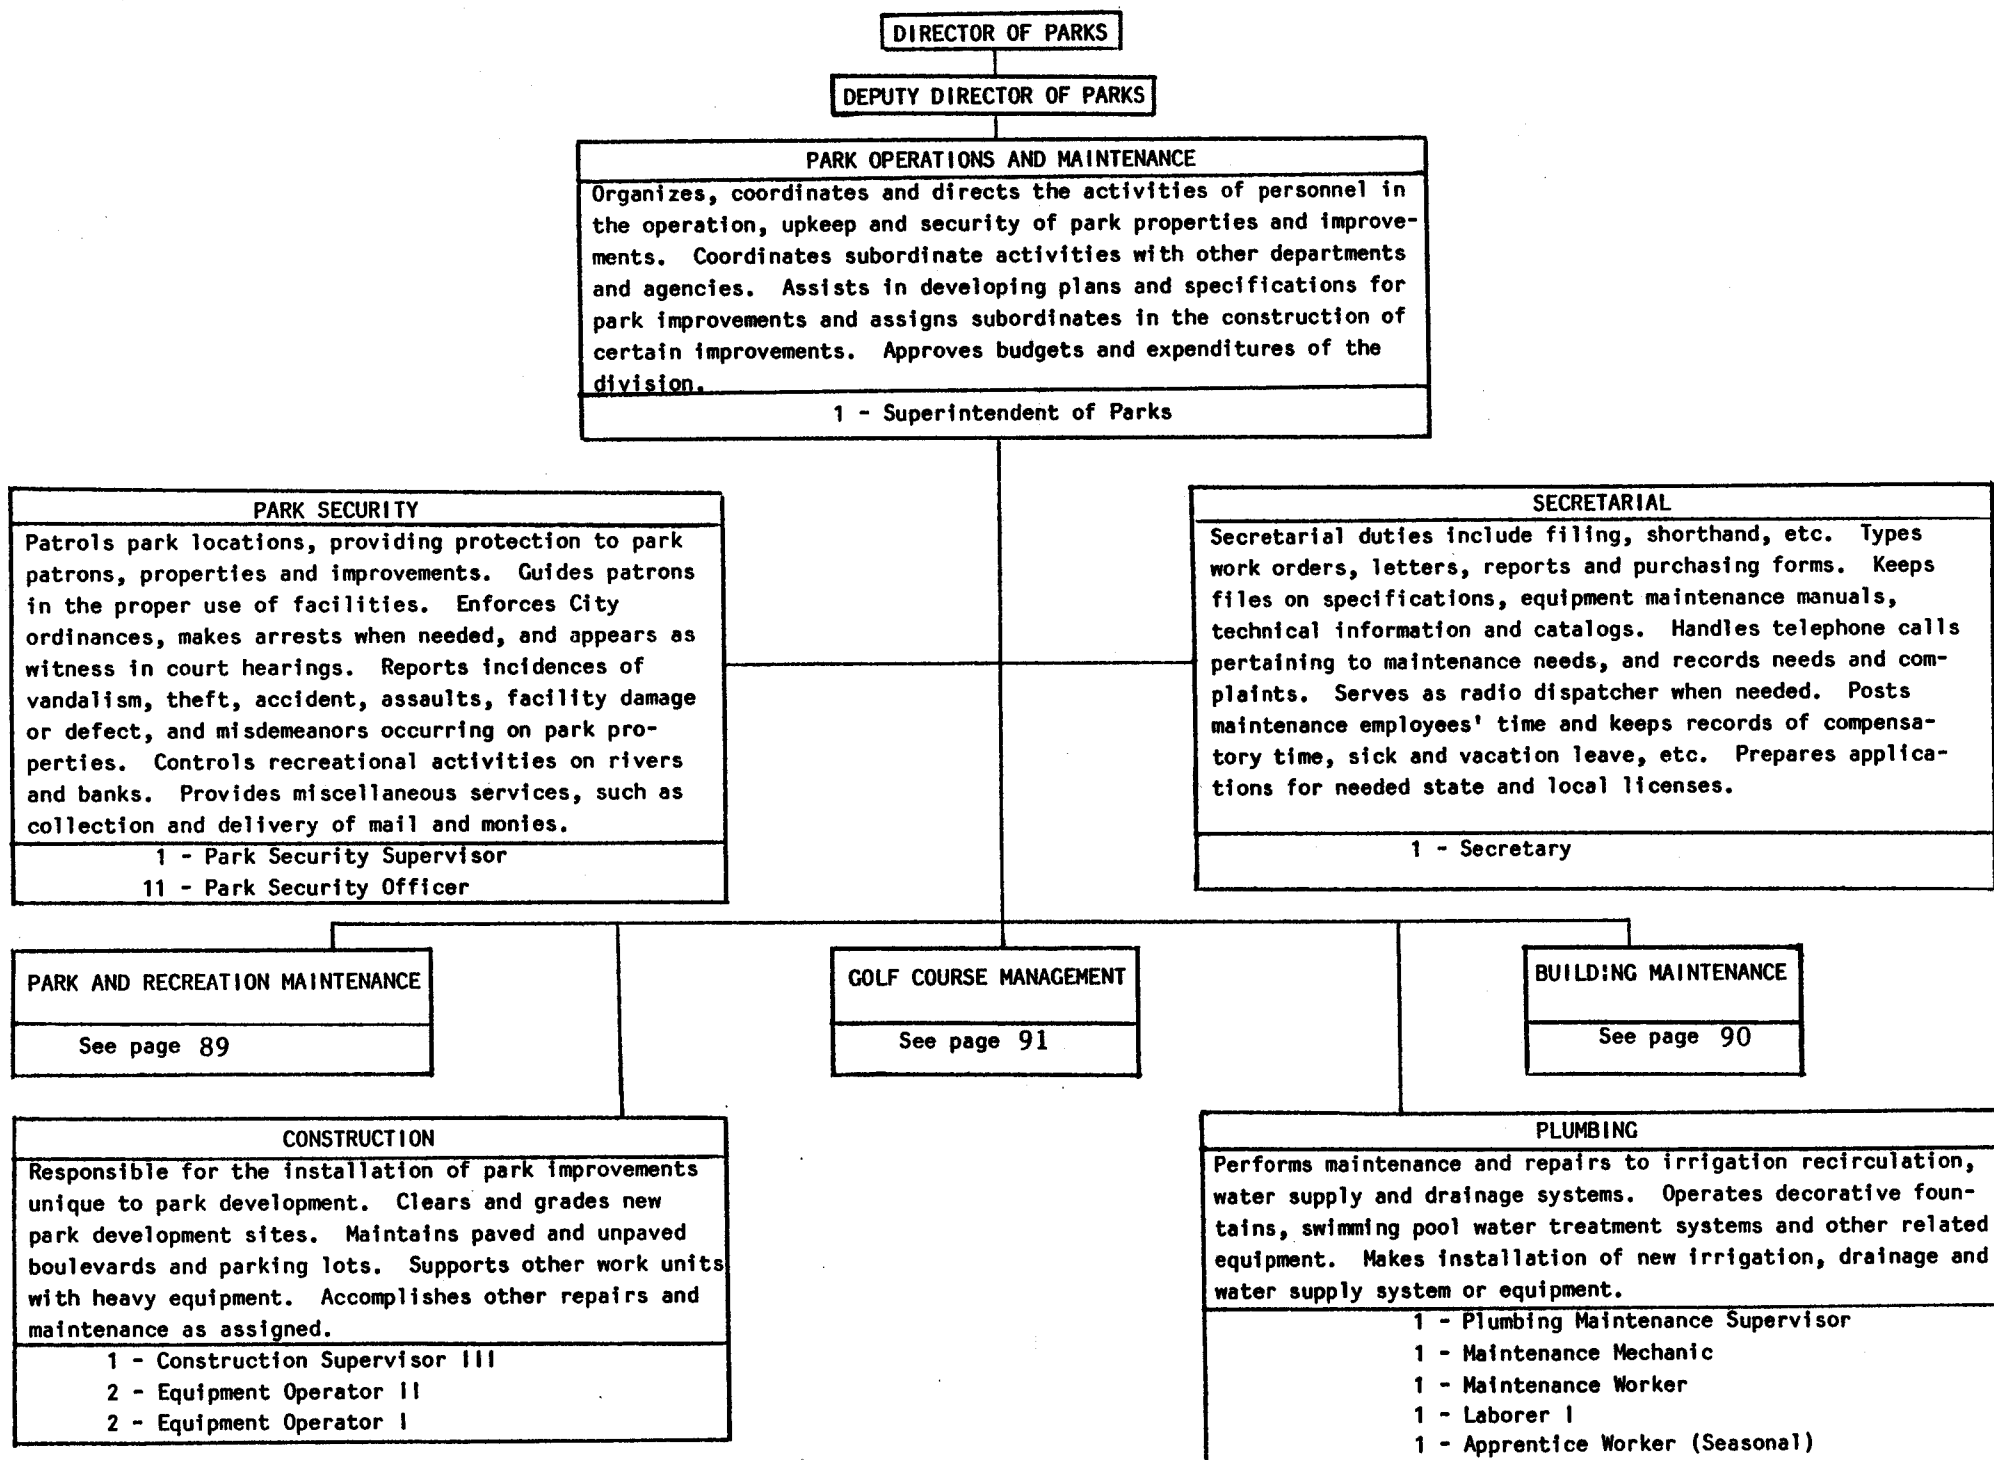 DIRECTOR OF PARKS
DEPUTY DIRECTOR OF PARKS
PARK OPERATIONS AND MAINTENANCE
Organizes, coordinates and directs the activities of personnel in
the operation, upkeep and security of park properties and improve-
ments. Coordinates subordinate activities with other departments
and agencies. Assists in developing plans and specifications for
park improvements and assigns subordinates in the construction of
certain improvements. Approves budgets and expenditures of the
division.
1 - Superintendent of Parks
PARK SECURITY
Patrols park locations, providing protection to park
patrons, properties and improvements. Guides patrons
in the proper use of facilities. Enforces City
ordinances, makes arrests when needed, and appears as
witness in court hearings. Reports incidences of
vandalism, theft, accident, assaults, facility damage
or defect, and misdemeanors occurring on park pro-
perties. Controls recreational activities on rivers
and banks. Provides miscellaneous services, such as
collection and delivery of mail and monies.
1 - Park Security Supervisor
11 - Park Security Officer
SECRETARIAL
Secretarial duties include filing, shorthand, etc. Types
work orders, letters, reports and purchasing forms. Keeps
files on specifications, equipment maintenance manuals,
technical information and catalogs. Handles telephone calls
pertaining to maintenance needs, and records needs and com-
plaints. Serves as radio dispatcher when needed. Posts
maintenance employees' time and keeps records of compensa-
tory time, sick and vacation leave, etc. Prepares applica-
tions for needed state and local licenses.
1 - Secretary
PARK AND RECREATION MAINTENANCE
See page 89
GOLF COURSE MANAGEMENT
See page 91
BUILDING MAINTENANCE
See page 90
CONSTRUCTION
Responsible for the installation of park improvements
unique to park development. Clears and grades new
park development sites. Maintains paved and unpaved
boulevards and parking lots. Supports other work units
with heavy equipment. Accomplishes other repairs and
maintenance as assigned.
1 - Construction Supervisor III
2 - Equipment Operator II
2 - Equipment Operator I
PLUMBING
Performs maintenance and repairs to irrigation recirculation,
water supply and drainage systems. Operates decorative foun-
tains, swimming pool water treatment systems and other related
equipment. Makes installation of new irrigation, drainage and
water supply system or equipment.
1 - Plumbing Maintenance Supervisor
1 - Maintenance Mechanic
1 - Maintenance Worker
1 - Laborer I
1 - Apprentice Worker (Seasonal)